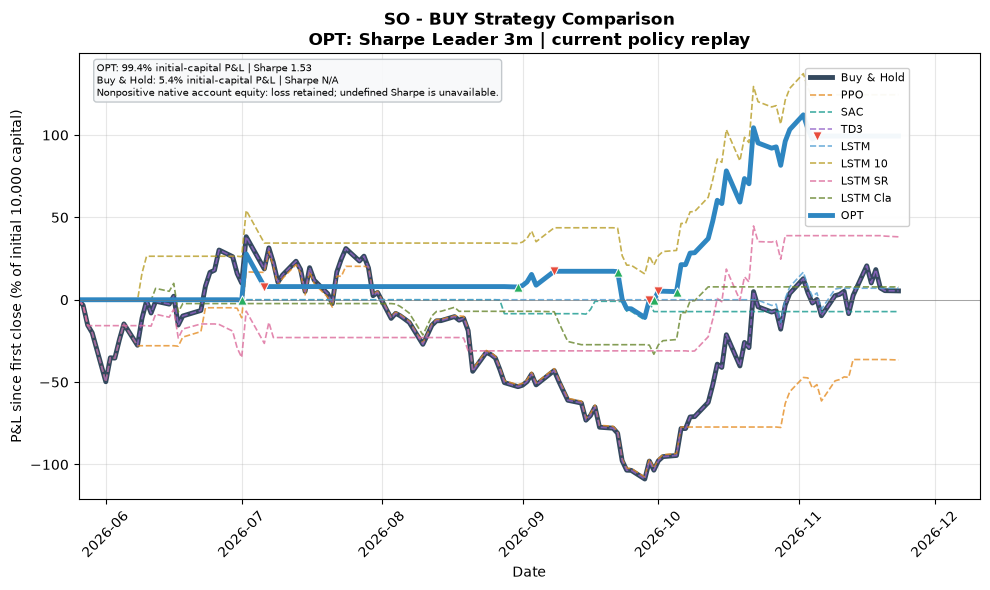 SO - BUY Strategy Comparison
OPT: Sharpe Leader 3m | current policy replay
OPT: 99.4% initial-capital P&L | Sharpe 1.53
Buy & Hold: 5.4% initial-capital P&L | Sharpe N/A
Nonpositive native account equity: loss retained; undefined Sharpe is unavailable.
Buy & Hold
PPO
SAC
TD3
LSTM
LSTM 10
LSTM SR
LSTM Cla
OPT
P&L since first close (% of initial 10,000 capital)
100
50
0
−50
−100
2026-06
2026-07
2026-08
2026-09
2026-10
2026-11
2026-12
Date